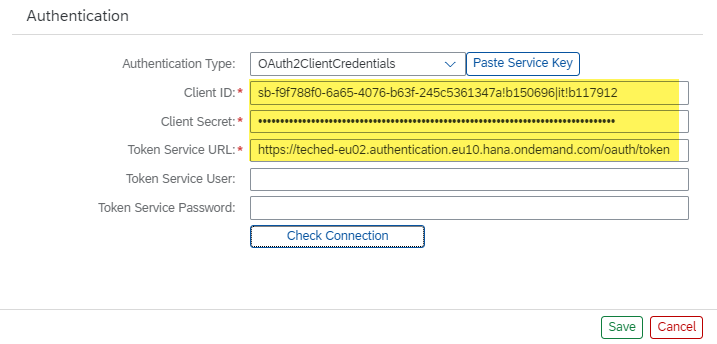 Authentication
Authentication Type: OAuth2ClientCredentials Paste Service Key
Client ID:* sb-f9f788f0-6a65-4076-b63f-245c5361347a!b150696|it!b117912
Client Secret:* ••••••••••••••••••••••••••••••••••••••••••••••••••••••••••••••••••••••••••••••••
Token Service URL:* https://teched-eu02.authentication.eu10.hana.ondemand.com/oauth/token
Token Service User:
Token Service Password:
Check Connection
Save Cancel